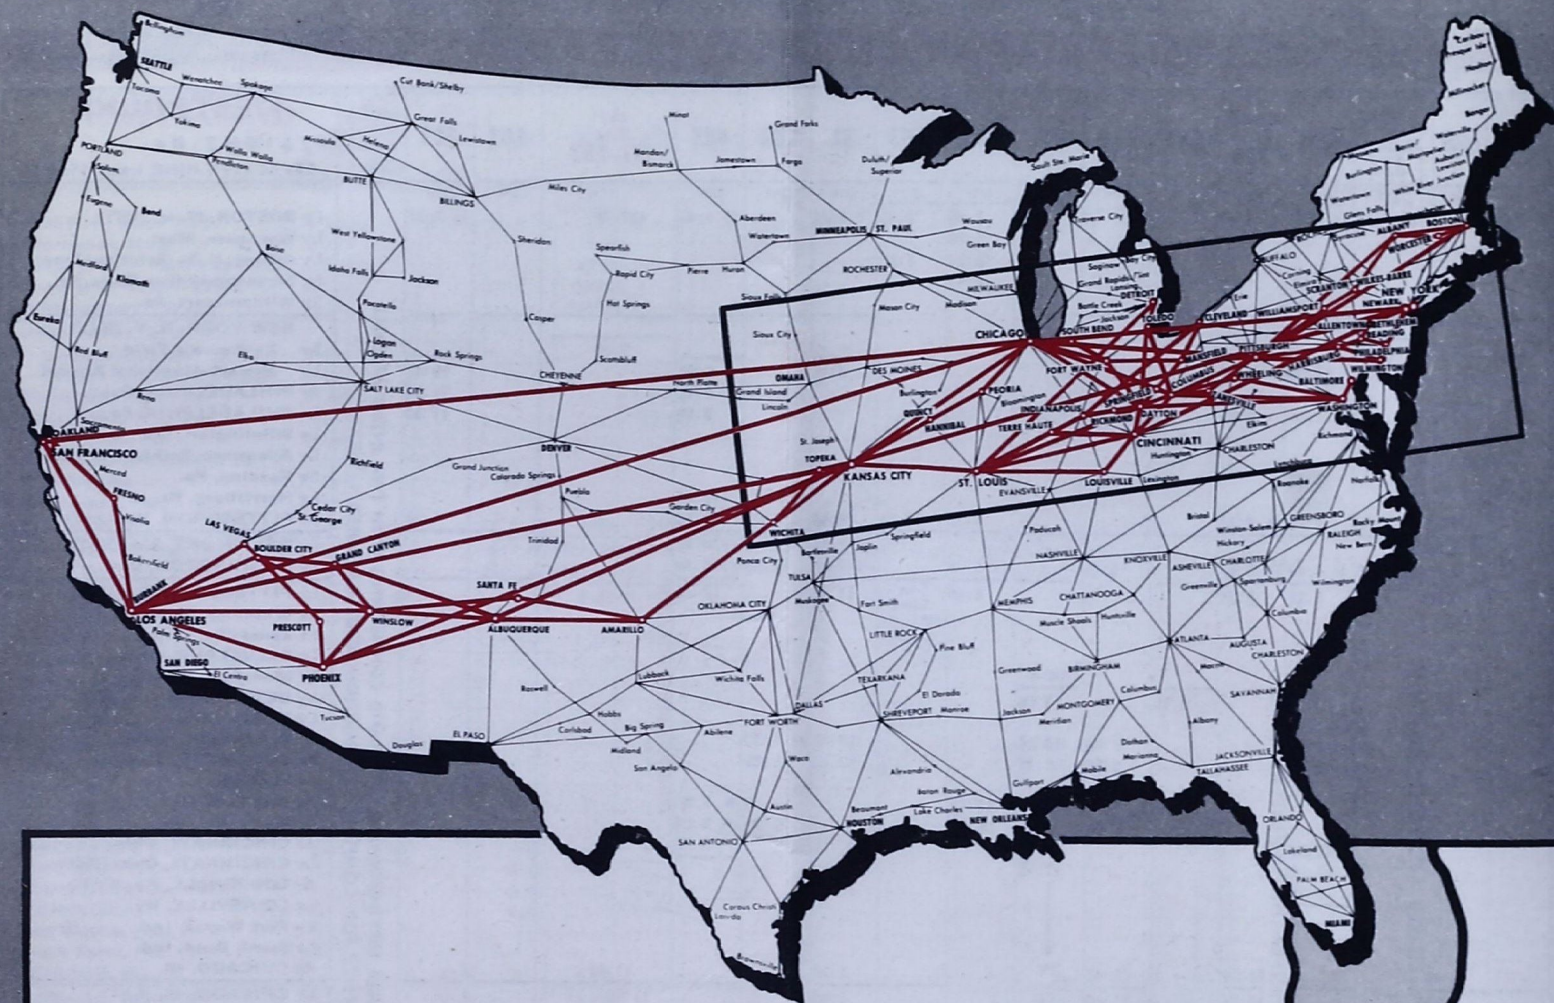 Bellingham
SEATTLE
Tacoma
Wenatchee
Spokane
Yakima
Cut Bank/Shelby
Great Falls
Missoula
Helena
Lewistown
PORTLAND
Salem
Walla Walla
Pendleton
BUTTE
BILLINGS
Miles City
Eugene
Bend
West Yellowstone
Boise
Sheridan
Idaho Falls
Jackson
Medford
Klamath
Pocatello
Casper
Eureka
Red Bluff
Logan
Ogden
Elko
Rock Springs
Scottsbluff
CHEYENNE
Reno
SALT LAKE CITY
Minot
Grand Forks
Mandan/
Bismarck
Jamestown
Fargo
Duluth/
Superior
Sault Ste. Marie
Aberdeen
Watertown
MINNEAPOLIS
ST. PAUL
Wausau
Green Bay
Traverse City
Spearfish
Rapid City
Pierre
Huron
ROCHESTER
Hot Springs
Sioux Falls
MILWAUKEE
Mason City
Madison
Sioux City
CHICAGO
SOUTH BEND
DETROIT
TOLEDO
CLEVELAND
Erie
Saginaw
Bay City
Grand Rapids
Lansing
Battle Creek
Jackson
Caribou
Presque Isle
Houlton
Millinocket
Bangor
Waterville
Burlington
Montpelier
White River Junction
Watertown
Glens Falls
BUFFALO
Syracuse
ALBANY
BOSTON
WORCESTER
Corning
Elmira
SCRANTON
WILKES-BARRE
NEW YORK
NEWARK
WILLIAMSPORT
ALLENTOWN
BETHLEHEM
READING
PITTSBURGH
HARRISBURG
PHILADELPHIA
WILMINGTON
MANSFIELD
WHEELING
BALTIMORE
FORT WAYNE
COLUMBUS
ZANESVILLE
WASHINGTON
North Platte
Grand Island
OMAHA
Lincoln
DES MOINES
Burlington
PEORIA
Bloomington
INDIANAPOLIS
SPRINGFIELD
RICHMOND
DAYTON
QUINCY
HANNIBAL
TERRE HAUTE
CINCINNATI
Huntington
CHARLESTON
Elkins
Richmond
Lynchburg
OAKLAND
Sacramento
SAN FRANCISCO
Merced
FRESNO
Visalia
Bakersfield
Richfield
Grand Junction
DENVER
Colorado Springs
Pueblo
Cedar City
St. George
LAS VEGAS
BOULDER CITY
GRAND CANYON
Trinidad
Garden City
St. Joseph
TOPEKA
KANSAS CITY
ST. LOUIS
EVANSVILLE
LOUISVILLE
Lexington
Roanoke
Norfolk
WICHITA
Bartlesville
Joplin
Springfield
Paducah
Bristol
Winston-Salem
GREENSBORO
Hickory
Rocky
RALEIGH
New Bern
BURBANK
LOS ANGELES
Palm Springs
SAN DIEGO
El Centro
PRESCOTT
WINSLOW
PHOENIX
SANTA FE
ALBUQUERQUE
AMARILLO
Ponca City
TULSA
Muskogee
OKLAHOMA CITY
Fort Smith
NASHVILLE
KNOXVILLE
ASHEVILLE
CHARLOTTE
Greenville
Spartanburg
Wilmington
MEMPHIS
CHATTANOOGA
Muscle Shoals
Huntsville
Columbia
LITTLE ROCK
Pine Bluff
ATLANTA
AUGUSTA
CHARLESTON
Tucson
Douglas
EL PASO
Roswell
Lubbock
Wichita Falls
TEXARKANA
Greenwood
BIRMINGHAM
Macon
El Dorado
Columbus
SAVANNAH
Hobbs
Carlsbad
Big Spring
Abilene
FORT WORTH
DALLAS
SHREVEPORT
Monroe
Jackson
Meridian
MONTGOMERY
Albany
Midland
San Angelo
Waco
Alexandria
Dothan
Marianna
JACKSONVILLE
TALLAHASSEE
Gulfport
Mobile
Baton Rouge
Lake Charles
NEW ORLEANS
Austin
Beaumont
HOUSTON
SAN ANTONIO
ORLANDO
Lakeland
PALM BEACH
MIAMI
Corpus Christi
Laredo
Brownsville